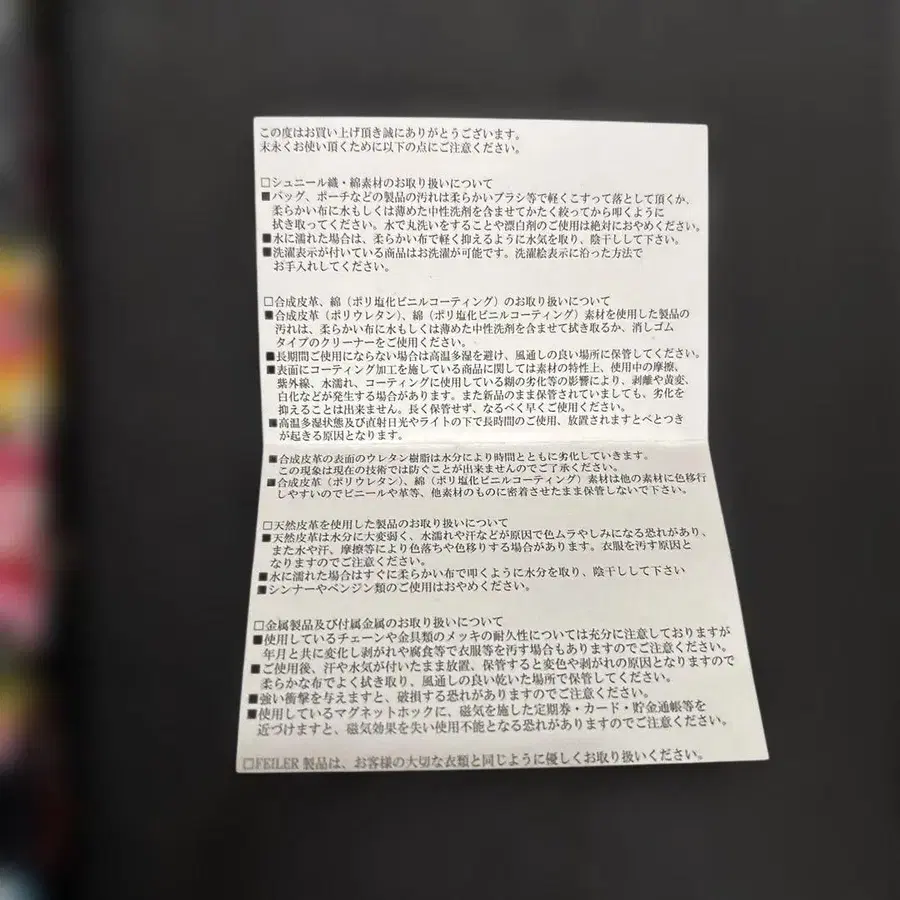 この度はお買い上げ頂き誠にありがとうございます。
末永くお使い頂くために以下の点にご注意ください。
□シュニール織・綿素材のお取り扱いについて
■バッグ、ポーチなどの製品の汚れは柔らかいブラシ等で軽くこすって落として頂くか、
柔らかい布に水もしくは薄めた中性洗剤を含ませてかたく絞ってから叩くように
拭き取ってください。水で丸洗いをすることや漂白剤のご使用は絶対におやめください。
■水に濡れた場合は、柔らかい布で軽く抑えるように水気を取り、陰干しして下さい。
■洗濯表示が付いている商品はお洗濯が可能です。洗濯絵表示に沿った方法で
お手入れしてください。
□合成皮革、綿（ポリ塩化ビニルコーティング）のお取り扱いについて
■合成皮革（ポリウレタン）、綿（ポリ塩化ビニルコーティング）素材を使用した製品の
汚れは、柔らかい布に水もしくは薄めた中性洗剤を含ませて拭き取るか、消しゴム
タイプのクリーナーをご使用ください。
■長期間ご使用にならない場合は高温多湿を避け、風通しの良い場所に保管してください。
■表面にコーティング加工を施している商品に関しては素材の特性上、使用中の摩擦、
紫外線、水濡れ、コーティングに使用している糊の劣化等の影響により、剥離や黄変、
白化などが発生する場合があります。また新品のまま保管されていましても、劣化を
抑えることは出来ません。長く保管せず、なるべく早くご使用ください。
■高温多湿状態及び直射日光やライトの下で長時間のご使用、放置されますとべとつき
が起きる原因となります。
■合成皮革の表面のウレタン樹脂は水分により時間とともに劣化していきます。
この現象は現在の技術では防ぐことが出来ませんのでご了承ください。
■合成皮革（ポリウレタン）、綿（ポリ塩化ビニルコーティング）素材は他の素材に色移行
しやすいのでビニールや革等、他素材のものに密着させたまま保管しないで下さい。
□天然皮革を使用した製品のお取り扱いについて
■天然皮革は水分に大変弱く、水濡れや汗などが原因で色ムラやしみになる恐れがあり、
また水や汗、摩擦等により色落ちや色移りする場合があります。衣服を汚す原因と
なりますのでご注意ください。
■水に濡れた場合はすぐに柔らかい布で叩くように水分を取り、陰干しして下さい
■シンナーやベンジン類のご使用はおやめください。
□金属製品及び付属金属のお取り扱いについて
■使用しているチェーンや金具類のメッキの耐久性については充分に注意しておりますが
年月と共に変化し剥がれや腐食等で衣服等を汚す場合もありますのでご注意ください。
■ご使用後、汗や水気が付いたまま放置、保管すると変色や剥がれの原因となりますので
柔らかな布でよく拭き取り、風通しの良い乾いた場所で保管してください。
■強い衝撃を与えますと、破損する恐れがありますのでご注意ください。
■使用しているマグネットホックに、磁気を施した定期券・カード・貯金通帳等を
近づけますと、磁気効果を失い使用不能となる恐れがありますのでご注意ください。
□FEILER 製品は、お客様の大切な衣類と同じように優しくお取り扱いください。